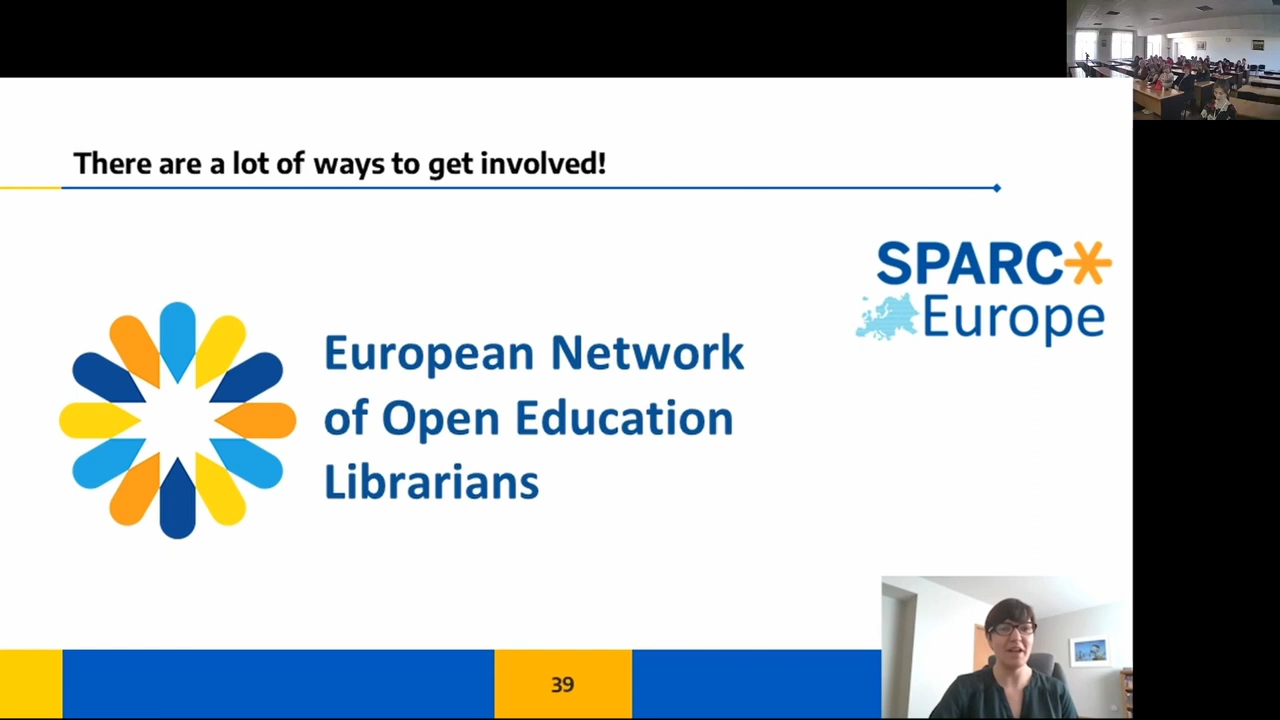 There are a lot of ways to get involved!
SPARC
Europe
European Network
of Open Education
Librarians
39